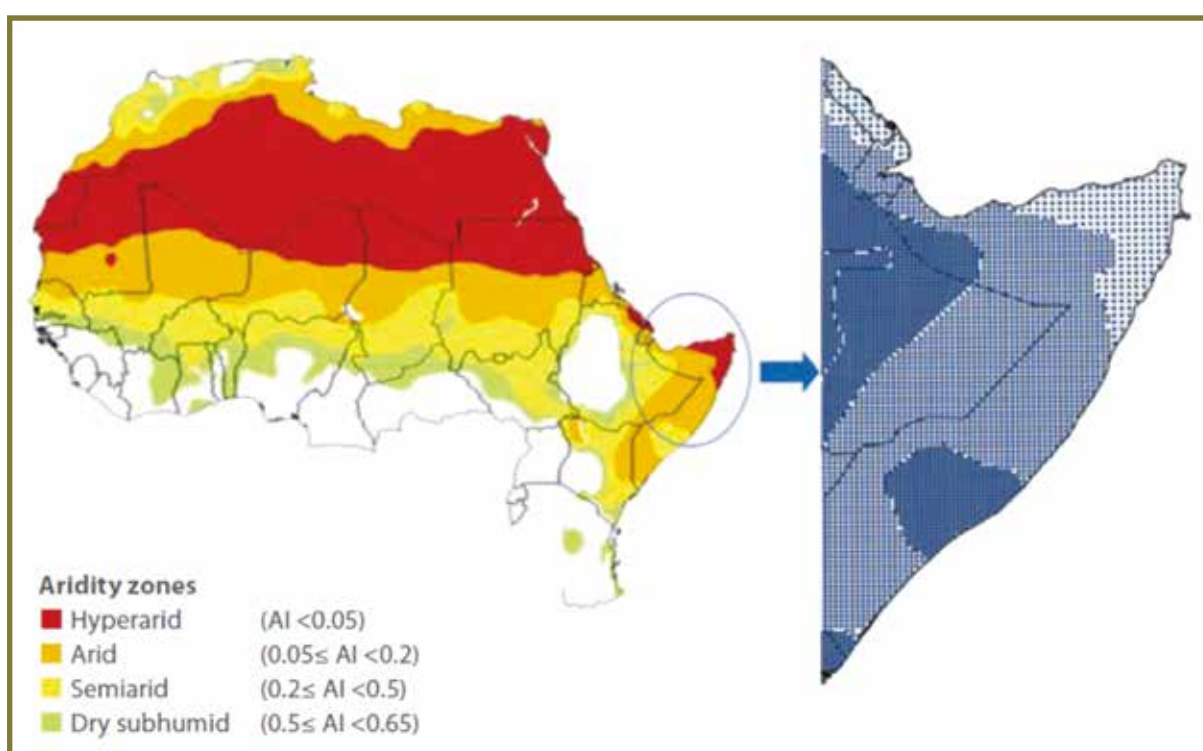 Aridity zones
Hyperarid (AI <0.05)
Arid (0.05≤ AI <0.2)
Semiarid (0.2≤ AI <0.5)
Dry subhumid (0.5≤ AI <0.65)